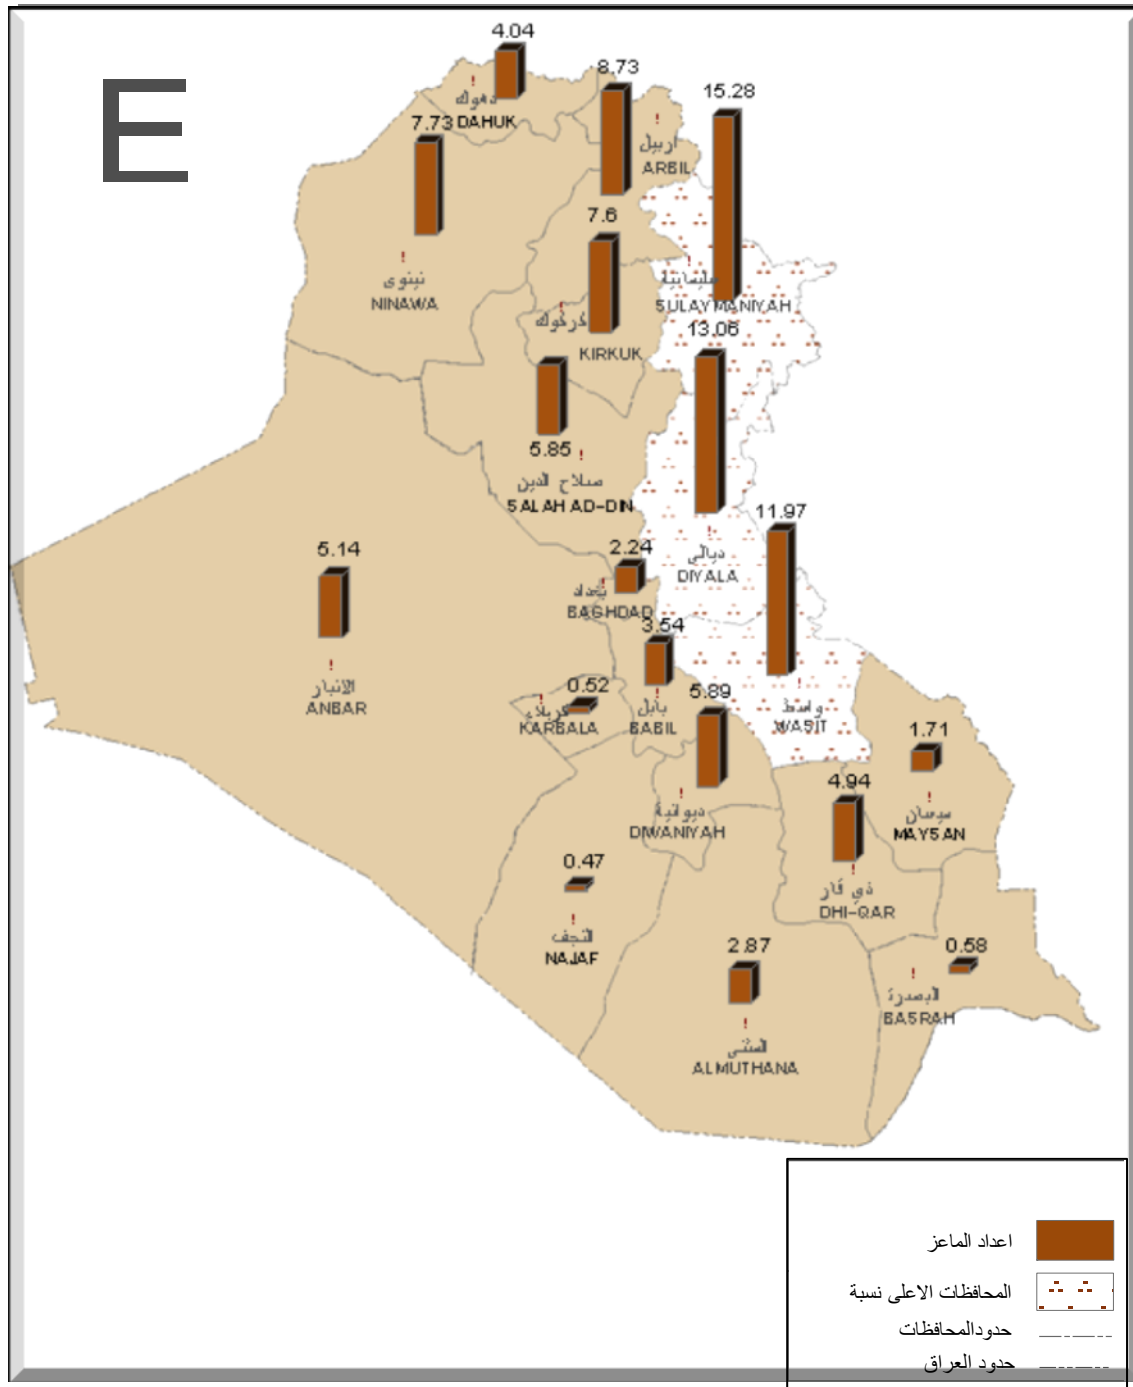 E
4.04
دهوك
DAHUK
8.73
15.28
7.73
اربيل
ARBIL
نينوى
NINAWA
7.6
كركوك
KIRKUK
سليمانية
SULAYMANIYAH
13.06
5.85
صلاح الدين
SALAH AD-DIN
ديالى
DIYALA
11.97
5.14
الانبار
ANBAR
2.24
بغداد
BAGHDAD
3.54
بابل
BABIL
0.52
كربلاء
KARBALA
5.89
ديوانية
DIWANIYAH
واسط
WASIT
1.71
ميسان
MAYSAN
4.94
ذي قار
DHI-QAR
0.47
النجف
NAJAF
2.87
المثنى
ALMUTHANA
0.58
البصرة
BASRAH
اعداد الماعز
المحافظات الاعلى نسبة
حدودالمحافظات
حدود العراق